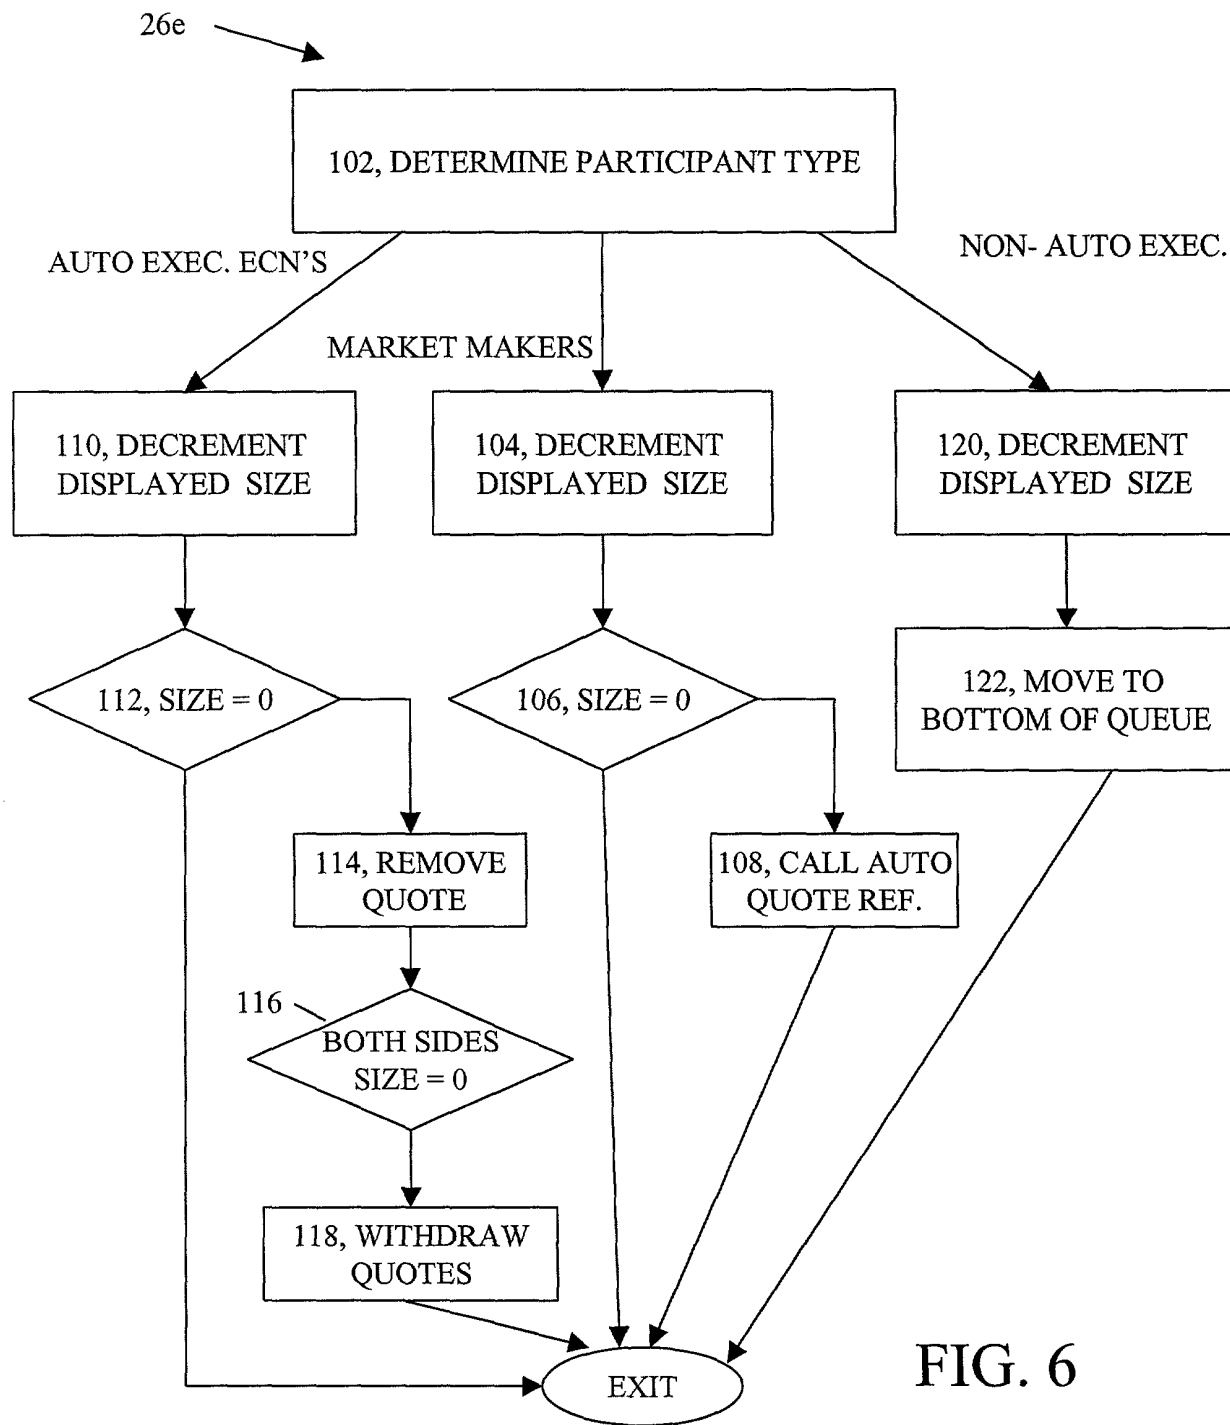 26e
102, DETERMINE PARTICIPANT TYPE
AUTO EXEC. ECN'S
NON- AUTO EXEC.
MARKET MAKERS
110, DECREMENT
DISPLAYED SIZE
104, DECREMENT
DISPLAYED SIZE
120, DECREMENT
DISPLAYED SIZE
112, SIZE = 0
106, SIZE = 0
122, MOVE TO
BOTTOM OF QUEUE
114, REMOVE
QUOTE
108, CALL AUTO
QUOTE REF.
116
BOTH SIDES
SIZE = 0
118, WITHDRAW
QUOTES
EXIT
FIG. 6